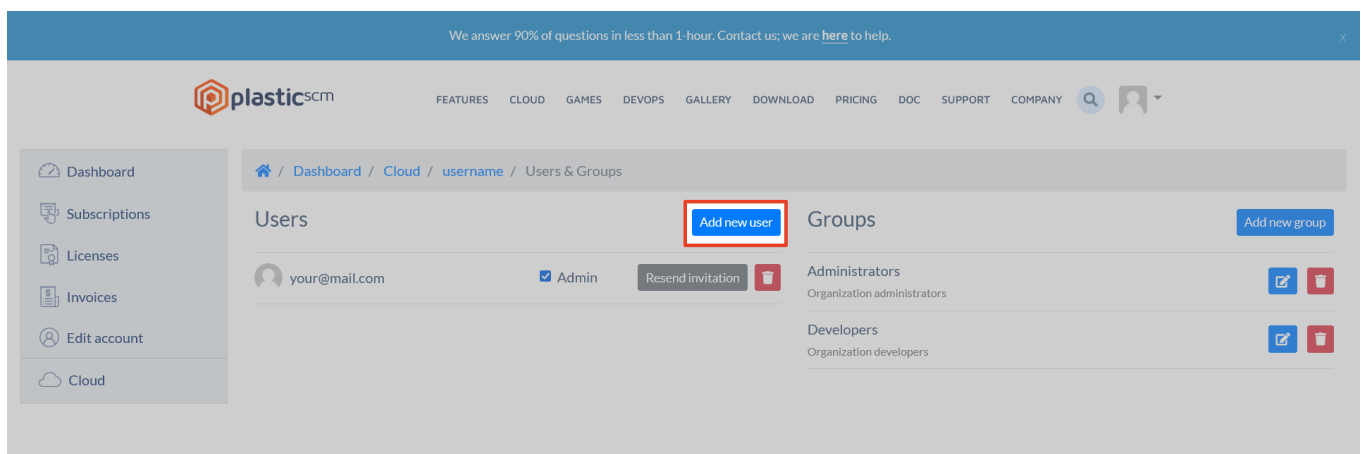 We answer 90% of questions in less than 1-hour. Contact us; we are here to help.
x
plasticscm
FEATURES CLOUD GAMES DEVOPS GALLERY DOWNLOAD PRICING DOC SUPPORT COMPANY
Dashboard
Subscriptions
Licenses
Invoices
Edit account
Cloud
/ Dashboard / Cloud / username / Users & Groups
Users
Add new user
your@mail.com
Admin
Resend invitation
Groups
Add new group
Administrators
Organization administrators
Developers
Organization developers